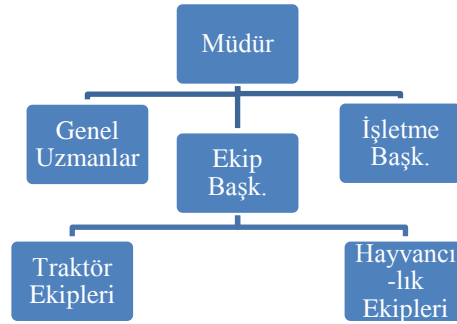 Müdür
Genel
Uzmanlar
Ekip
Başk.
İşletme
Başk.
Traktör
Ekipleri
Hayvancı
-lık
Ekipleri